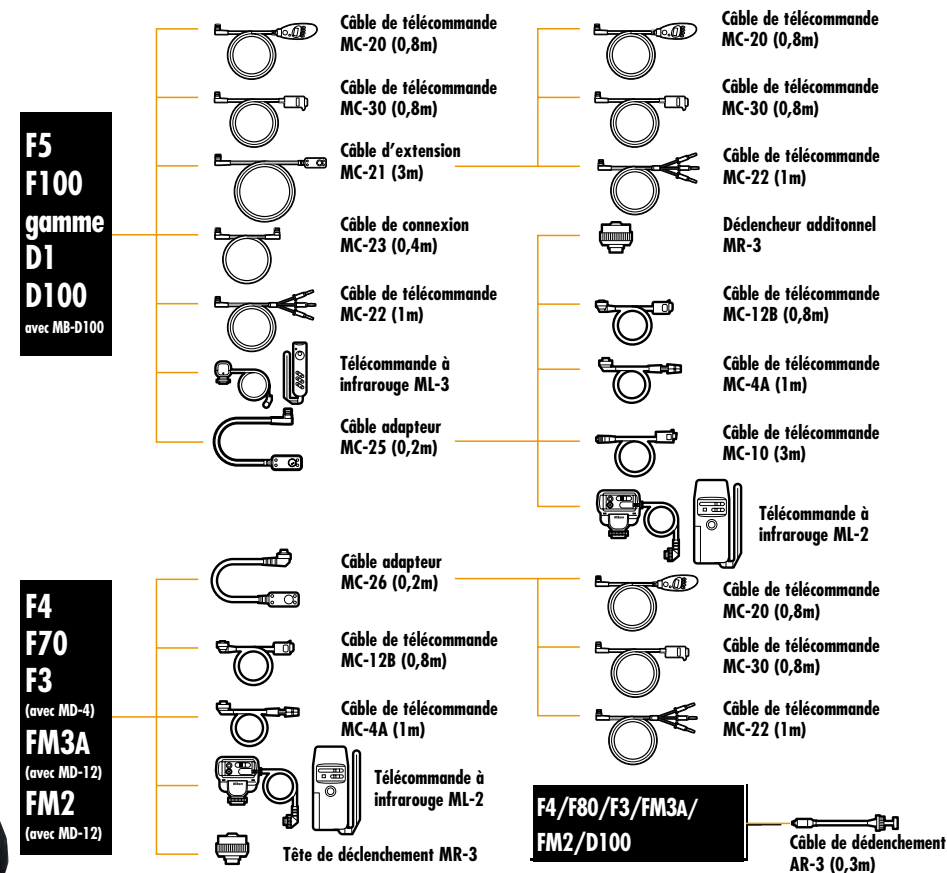 F5
F100
gamme
D1
D100
avec MB-D100
Câble de télécommande
MC-20 (0,8m)
Câble de télécommande
MC-30 (0,8m)
Câble d'extension
MC-21 (3m)
Câble de connexion
MC-23 (0,4m)
Câble de télécommande
MC-22 (1m)
Télécommande à
infrarouge ML-3
Câble adapteur
MC-25 (0,2m)
Câble de télécommande
MC-20 (0,8m)
Câble de télécommande
MC-30 (0,8m)
Câble de télécommande
MC-22 (1m)
Déclencheur additonnel
MR-3
Câble de télécommande
MC-12B (0,8m)
Câble de télécommande
MC-4A (1m)
Câble de télécommande
MC-10 (3m)
Télécommande à
infrarouge ML-2
F4
F70
F3
(avec MD-4)
FM3A
(avec MD-12)
FM2
(avec MD-12)
Câble adapteur
MC-26 (0,2m)
Câble de télécommande
MC-12B (0,8m)
Câble de télécommande
MC-4A (1m)
Télécommande à
infrarouge ML-2
Tête de déclenchement MR-3
Câble de télécommande
MC-20 (0,8m)
Câble de télécommande
MC-30 (0,8m)
Câble de télécommande
MC-22 (1m)
F4/F80/F3/FM3A/
FM2/D100
Câble de dédenchement
AR-3 (0,3m)